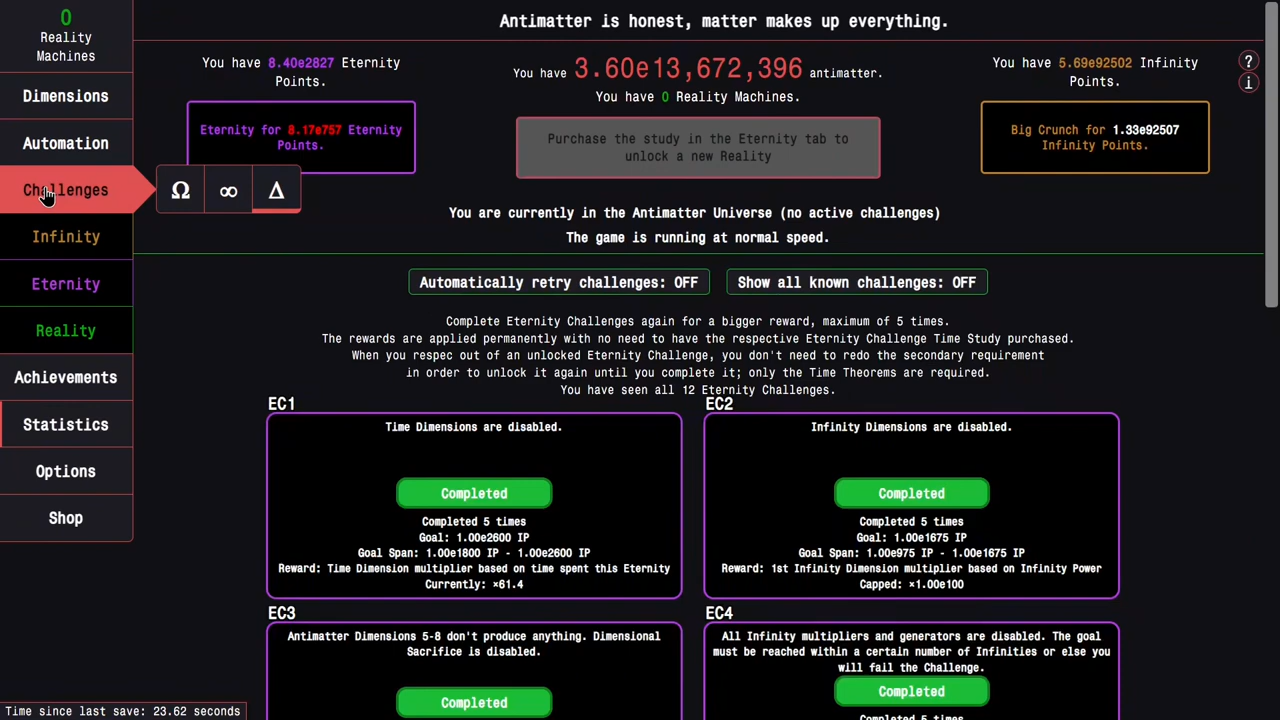 0
Reality
Machines
Dimensions
Automation
Challenges
Infinity
Eternity
Reality
Achievements
Statistics
Options
Shop
Ω
∞
Δ
Antimatter is honest, matter makes up everything.
You have 8.40e2827 Eternity
Points.
Eternity for 8.17e757 Eternity
Points.
You have 3.60e13,672,396 antimatter.
You have 0 Reality Machines.
Purchase the study in the Eternity tab to
unlock a new Reality
You have 5.69e92502 Infinity
Points.
Big Crunch for 1.33e92507
Infinity Points.
?
i
You are currently in the Antimatter Universe (no active challenges)
The game is running at normal speed.
Automatically retry challenges: OFF
Show all known challenges: OFF
Complete Eternity Challenges again for a bigger reward, maximum of 5 times.
The rewards are applied permanently with no need to have the respective Eternity Challenge Time Study purchased.
When you respec out of an unlocked Eternity Challenge, you don't need to redo the secondary requirement
in order to unlock it again until you complete it; only the Time Theorems are required.
You have seen all 12 Eternity Challenges.
EC1
Time Dimensions are disabled.
Completed
Completed 5 times
Goal: 1.00e2600 IP
Goal Span: 1.00e1800 IP - 1.00e2600 IP
Reward: Time Dimension multiplier based on time spent this Eternity
Currently: ×61.4
EC2
Infinity Dimensions are disabled.
Completed
Completed 5 times
Goal: 1.00e1675 IP
Goal Span: 1.00e975 IP - 1.00e1675 IP
Reward: 1st Infinity Dimension multiplier based on Infinity Power
Capped: ×1.00e100
EC3
Antimatter Dimensions 5-8 don't produce anything. Dimensional
Sacrifice is disabled.
Completed
EC4
All Infinity multipliers and generators are disabled. The goal
must be reached within a certain number of Infinities or else you
will fail the Challenge.
Completed
Completed 5 times
Time since last save: 23.62 seconds